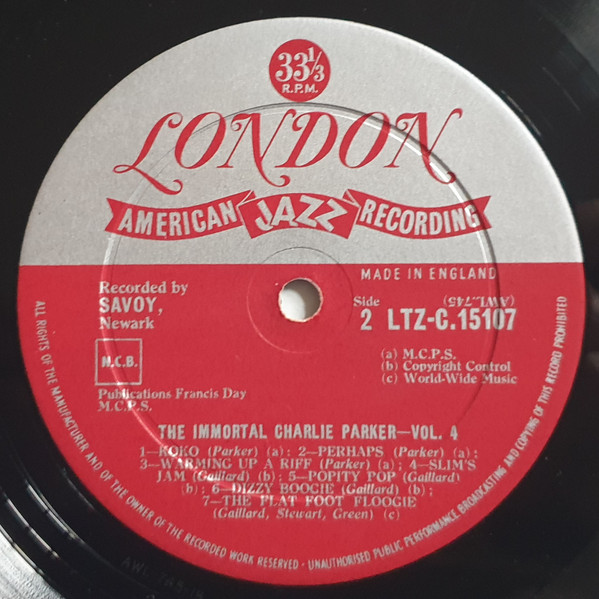 33⅓
R.P.M.
LONDON
AMERICAN JAZZ RECORDING
MADE IN ENGLAND
Recorded by
SAVOY,
Newark
(AWL.745)
Side
2 LTZ-C.15107
N.C.B.
(a) M.C.P.S.
(b) Copyright Control
(c) World-Wide Music
Publications Francis Day
M.C.P.S.
THE IMMORTAL CHARLIE PARKER—VOL. 4
1—KOKO (Parker) (a); 2—PERHAPS (Parker) (a);
3—WARMING UP A RIFF (Parker) (a); 4—SLIM'S
JAM (Gaillard) (b); 5—POPITY POP (Gaillard)
(b); 6—DIZZY BOOGIE (Gaillard) (b);
7—THE FLAT FOOT FLOOGIE
(Gaillard, Stewart, Green) (c)
ALL RIGHTS OF THE MANUFACTURER AND OF THE OWNER OF THE RECORDED WORK RESERVED · UNAUTHORISED PUBLIC PERFORMANCE BROADCASTING AND COPYING OF THIS RECORD PROHIBITED